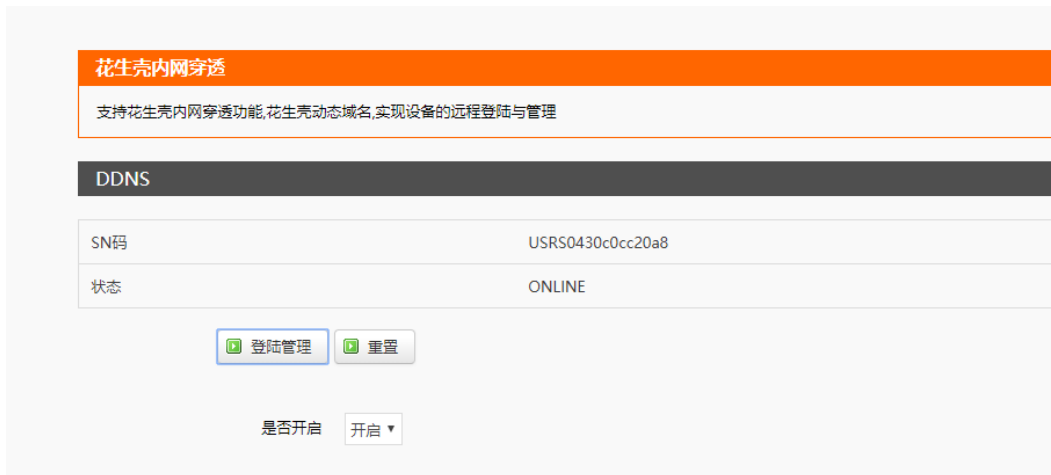 花生壳内网穿透
支持花生壳内网穿透功能,花生壳动态域名,实现设备的远程登陆与管理
DDNS
SN码 USRS0430c0cc20a8
状态 ONLINE
登陆管理 重置
是否开启 开启